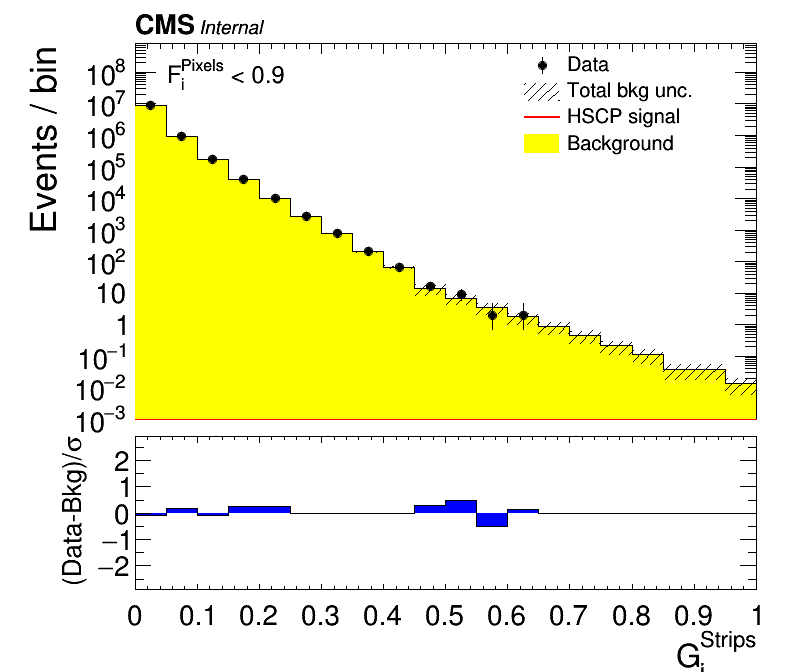 CMS Internal
F_i^Pixels < 0.9
Data
Total bkg unc.
HSCP signal
Background
Events / bin
10^8
10^7
10^6
10^5
10^4
10^3
10^2
10
1
10^−1
10^−2
10^−3
(Data-Bkg)/σ
2
1
0
−1
−2
0 0.1 0.2 0.3 0.4 0.5 0.6 0.7 0.8 0.9 1
G_i^Strips